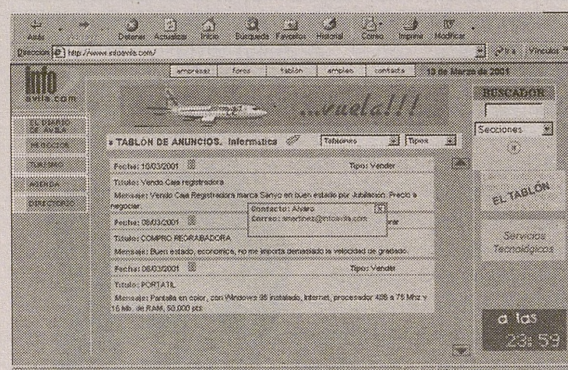 Atrás
Detener Actualizar Inicio Búsqueda Favoritos Historial Correo Imprimir Modificar
Dirección http://www.infoavila.com/ Ir a Vínculos
empresas foros tablón empleo contacta 13 de Marzo de 2001
info
avila.com
...vuela!!!
BUSCADOR
EL DIARIO
DE AVILA
NEGOCIOS
TURISMO
AGENDA
DIRECTORIO
TABLON DE ANUNCIOS. Informatica Tablones Tipos
Secciones
Fecha: 10/03/2001 Tipo: Vender
Titulo: Vendo Caja registradora
Mensaje: Vendo Caja Registradora marca Sanyo en buen estado por Jubilación. Precio a
negociar.
Contacto: Alvaro
Correo: amartinez@infoavila.com
Fecha: 08/03/2001
Titulo: COMPRO REGRABADORA
Mensaje: Buen estado, economica, no me importa demasiado la velocidad de grabado.
Fecha: 06/03/2001 Tipo: Vender
Titulo: PORTATIL
Mensaje: Pantalla en color, con Windows 95 instalado, Internet, procesador 486 a 75 Mhz y
16 Mb. de RAM, 50.000 pts
EL TABLÓN
Servicios
Tecnológicos
a las
23:59